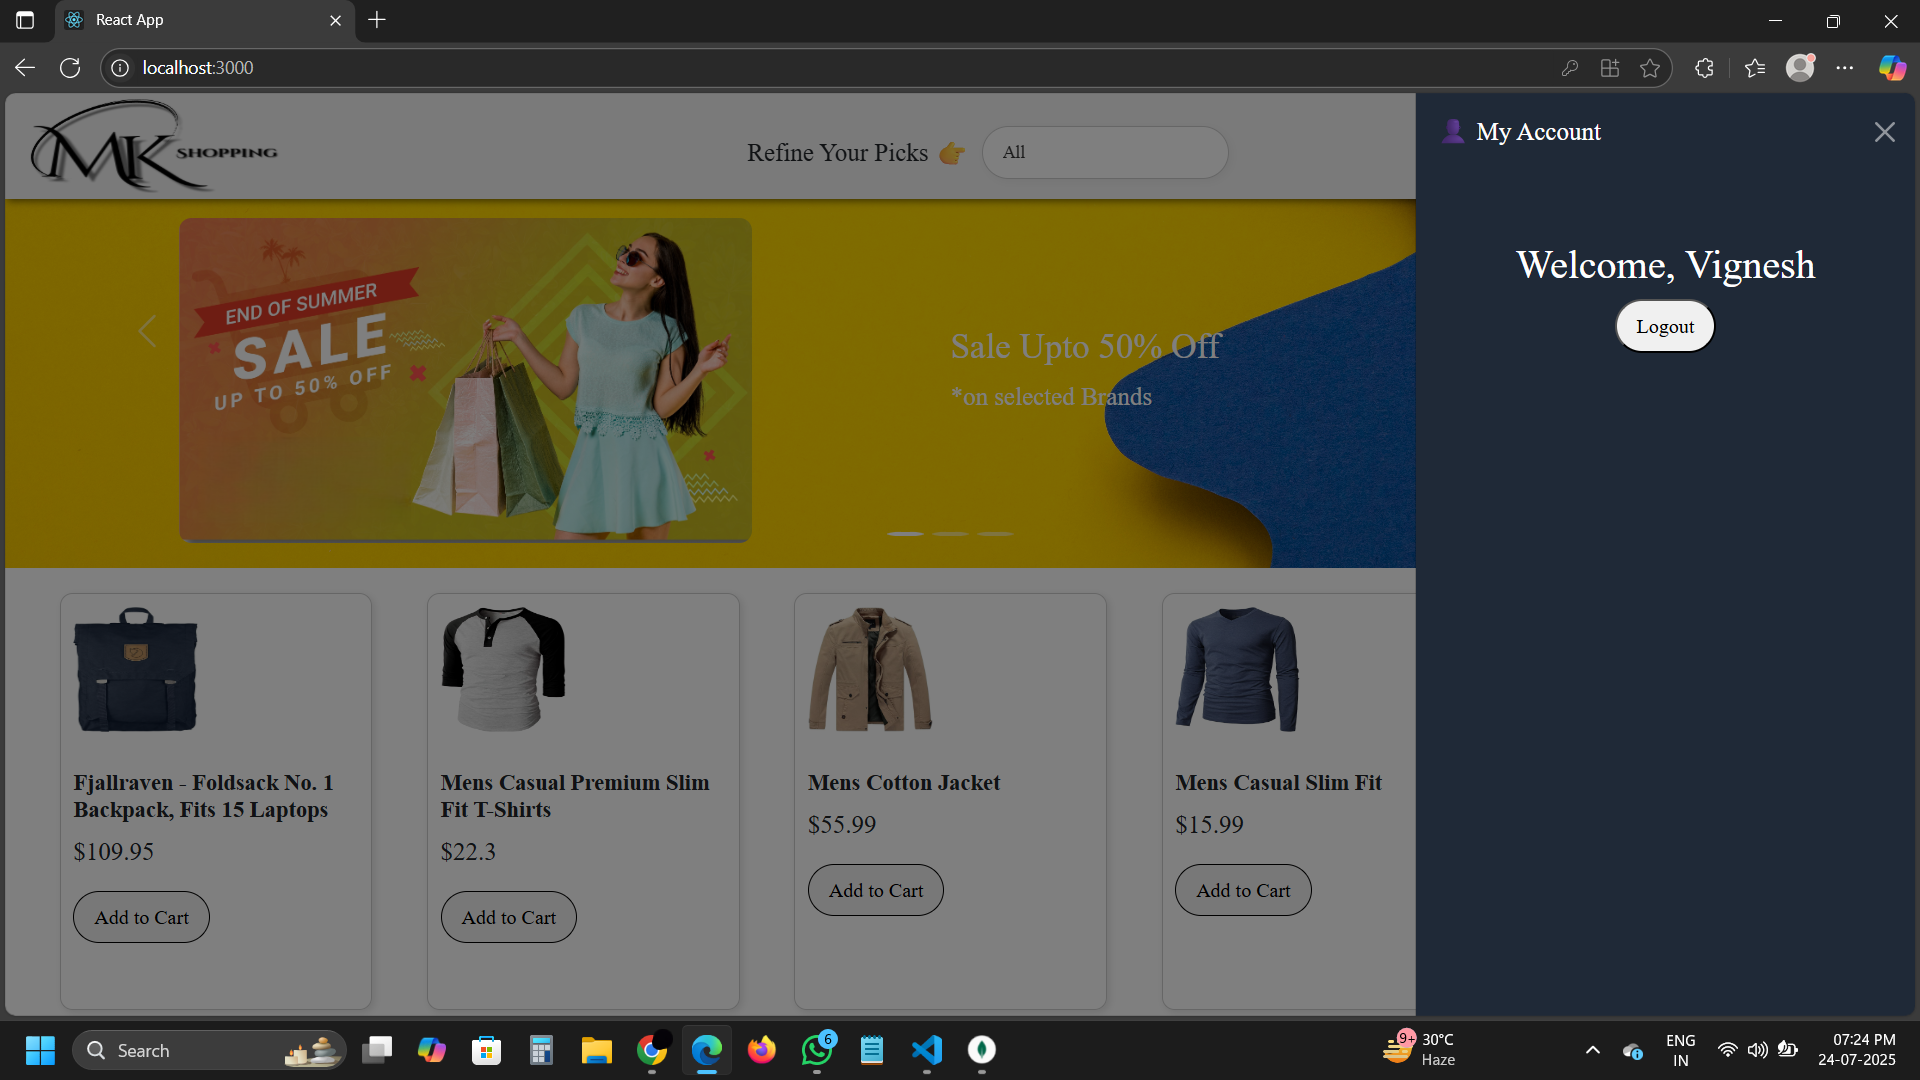 React App
localhost:3000
MK SHOPPING
Refine Your Picks 👉
All
👤 My Account
Welcome, Vignesh
Logout
END OF SUMMER
SALE
UP TO 50% OFF
Sale Upto 50% Off
*on selected Brands
Fjallraven - Foldsack No. 1
Backpack, Fits 15 Laptops
$109.95
Add to Cart
Mens Casual Premium Slim
Fit T-Shirts
$22.3
Add to Cart
Mens Cotton Jacket
$55.99
Add to Cart
Mens Casual Slim Fit
$15.99
Add to Cart
Search
6
9+
30°C
Haze
ENG
IN
07:24 PM
24-07-2025